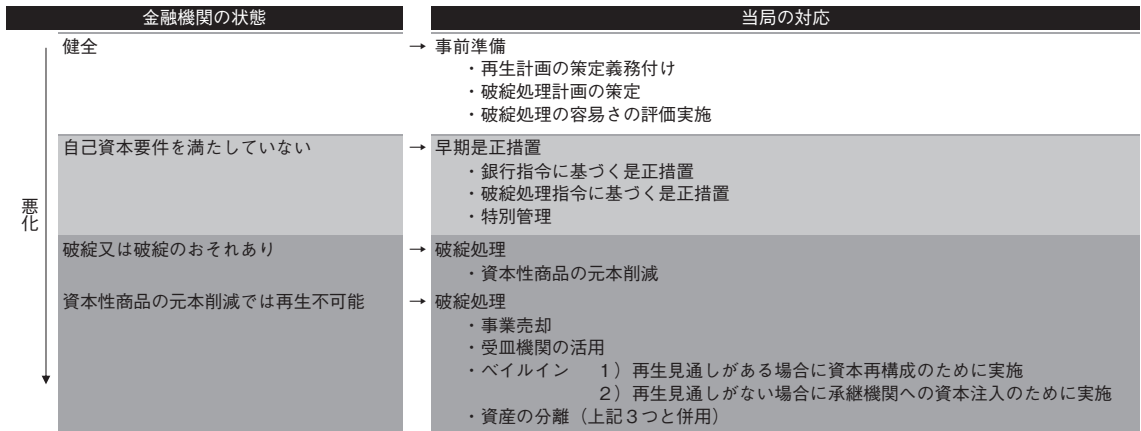 金融機関の状態
当局の対応
健全
→ 事前準備
・再生計画の策定義務付け
・破綻処理計画の策定
・破綻処理の容易さの評価実施
自己資本要件を満たしていない
→ 早期是正措置
・銀行指令に基づく是正措置
・破綻処理指令に基づく是正措置
・特別管理
悪化
破綻又は破綻のおそれあり
→ 破綻処理
・資本性商品の元本削減
資本性商品の元本削減では再生不可能
→ 破綻処理
・事業売却
・受皿機関の活用
・ベイルイン 1)再生見通しがある場合に資本再構成のために実施
2)再生見通しがない場合に承継機関への資本注入のために実施
・資産の分離(上記3つと併用)